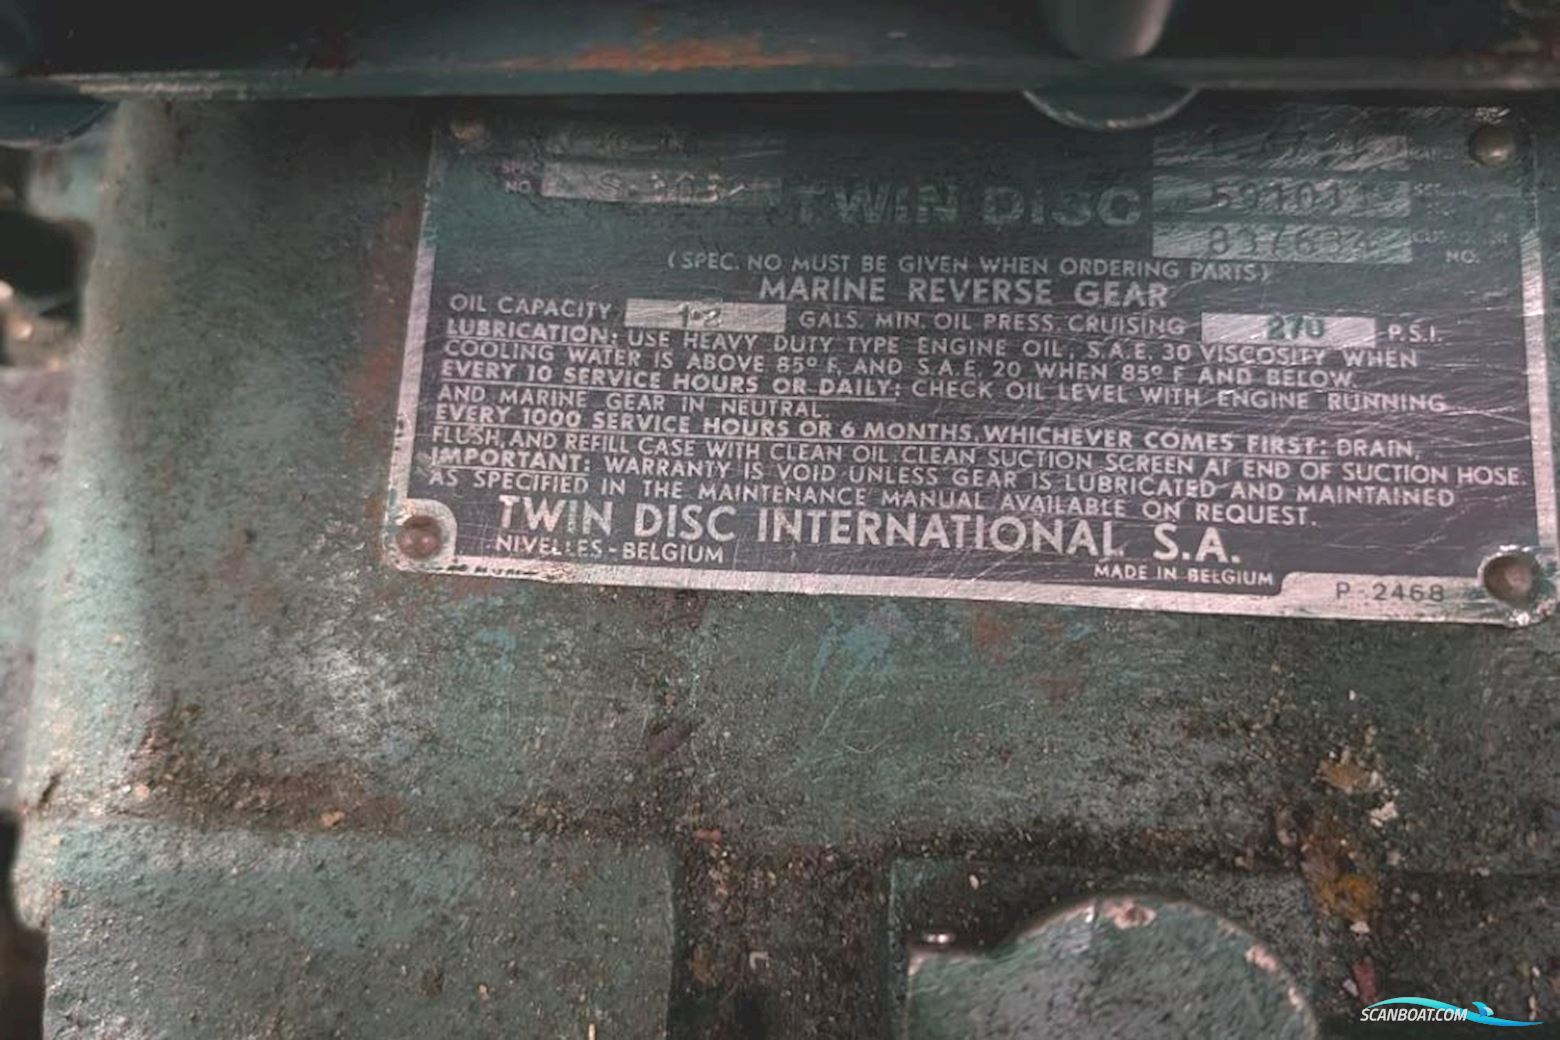 NO.
TWIN DISC
NO.
(SPEC. NO MUST BE GIVEN WHEN ORDERING PARTS)
MARINE REVERSE GEAR
OIL CAPACITY GALS. MIN. OIL PRESS. CRUISING 270 P.S.I.
LUBRICATION: USE HEAVY DUTY TYPE ENGINE OIL, S.A.E. 30 VISCOSITY WHEN
COOLING WATER IS ABOVE 85º F, AND S.A.E. 20 WHEN 85º F AND BELOW
EVERY 10 SERVICE HOURS OR DAILY: CHECK OIL LEVEL WITH ENGINE RUNNING
AND MARINE GEAR IN NEUTRAL.
EVERY 1000 SERVICE HOURS OR 6 MONTHS, WHICHEVER COMES FIRST: DRAIN,
FLUSH, AND REFILL CASE WITH CLEAN OIL. CLEAN SUCTION SCREEN AT END OF SUCTION HOSE.
IMPORTANT: WARRANTY IS VOID UNLESS GEAR IS LUBRICATED AND MAINTAINED
AS SPECIFIED IN THE MAINTENANCE MANUAL AVAILABLE ON REQUEST.
TWIN DISC INTERNATIONAL S.A.
NIVELLES - BELGIUM
MADE IN BELGIUM
P-2468
SCANBOAT.COM